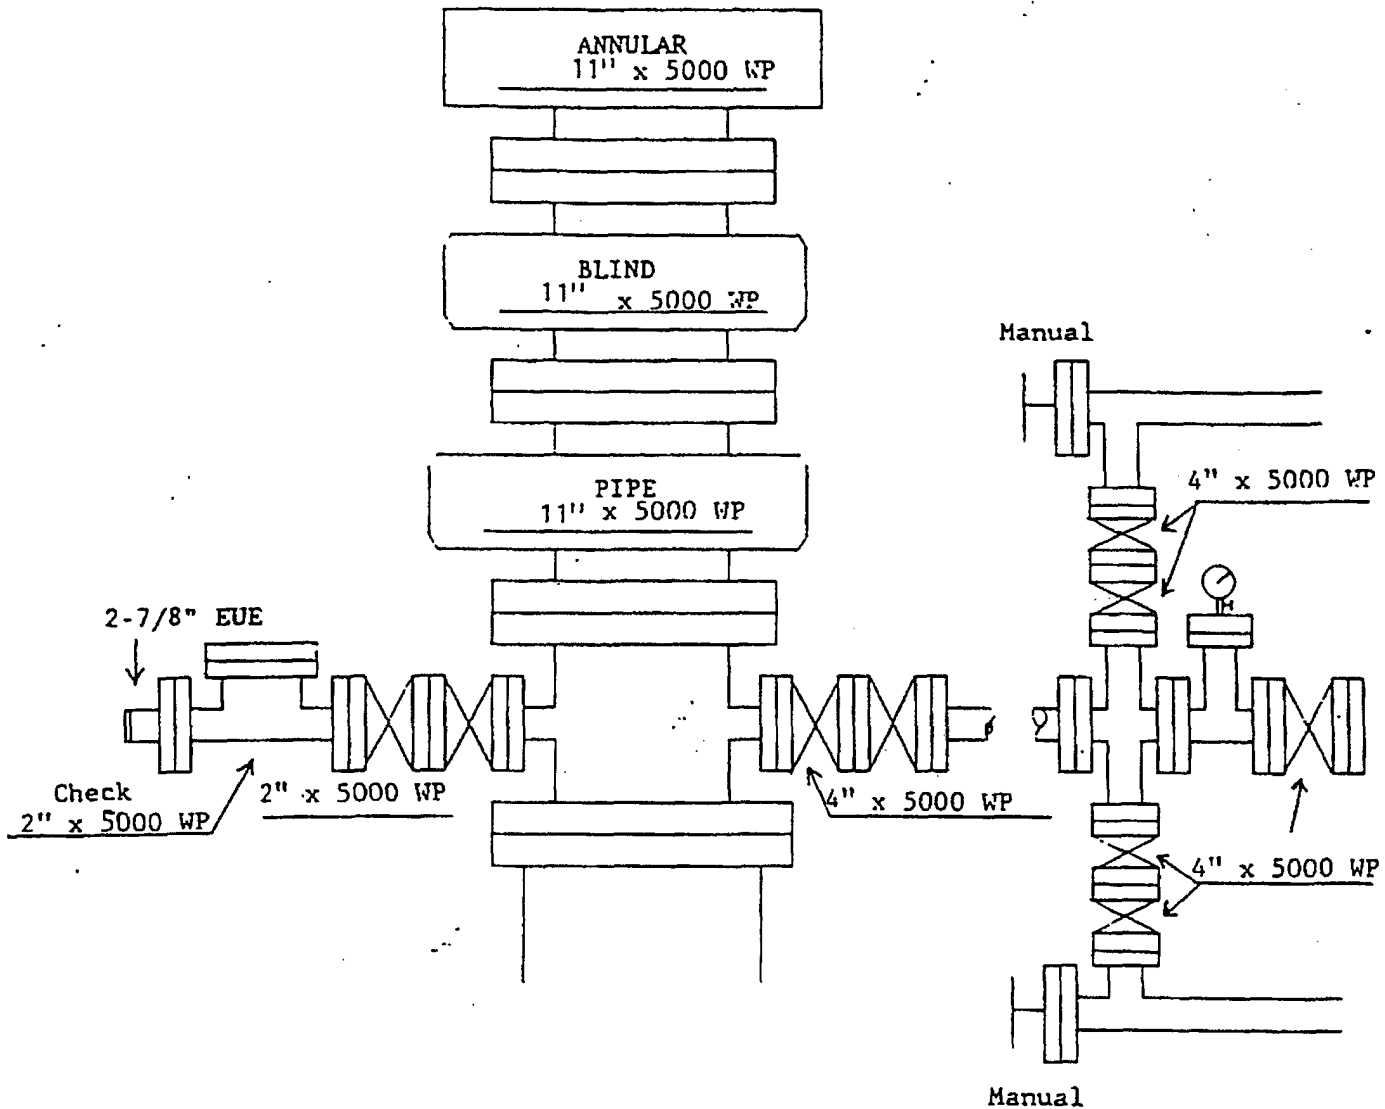 ANNULAR
11" x 5000 WP
BLIND
11" x 5000 WP
Manual
PIPE
11" x 5000 WP
4" x 5000 WP
2-7/8" EUE
Check
2" x 5000 WP
2" x 5000 WP
4" x 5000 WP
4" x 5000 WP
Manual